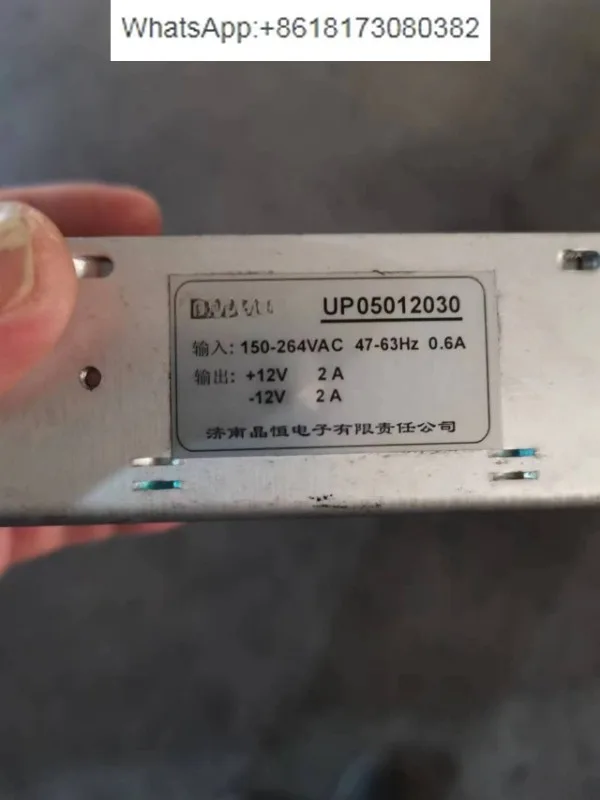 WhatsApp:+8618173080382
UP05012030
输入: 150-264VAC 47-63Hz 0.6A
输出: +12V 2 A
-12V 2 A
济南晶恒电子有限责任公司